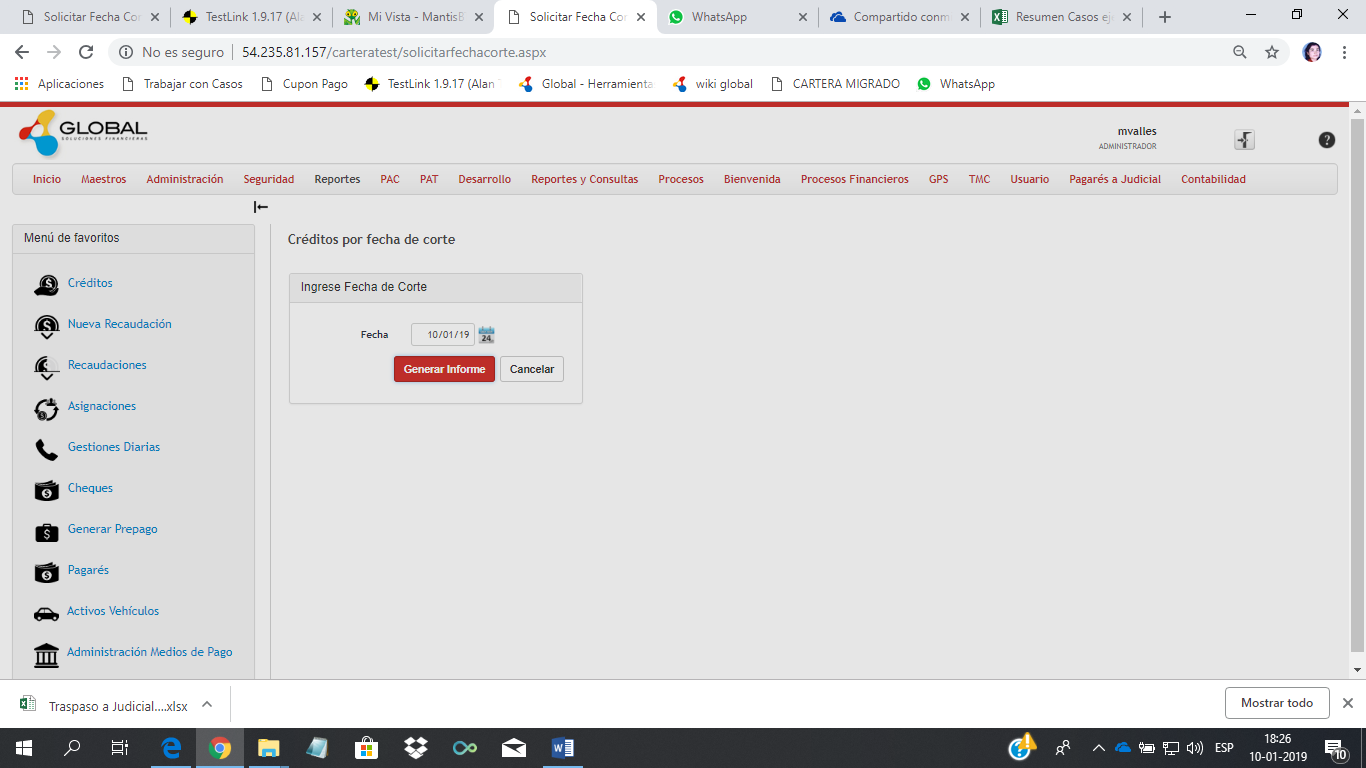 Solicitar Fecha Cor
TestLink 1.9.17 (Ala
Mi Vista - MantisB
Solicitar Fecha Cor
WhatsApp
Compartido conm
Resumen Casos eje
No es seguro
54.235.81.157/carteratest/solicitarfechacorte.aspx
Aplicaciones
Trabajar con Casos
Cupon Pago
TestLink 1.9.17 (Alan
Global - Herramienta
wiki global
CARTERA MIGRADO
WhatsApp
GLOBAL
SOLUCIONES FINANCIERAS
mvalles
ADMINISTRADOR
Inicio Maestros Administración Seguridad Reportes PAC PAT Desarrollo Reportes y Consultas Procesos Bienvenida Procesos Financieros GPS TMC Usuario Pagarés a Judicial Contabilidad
Menú de favoritos
Créditos
Nueva Recaudación
Recaudaciones
Asignaciones
Gestiones Diarias
Cheques
Generar Prepago
Pagarés
Activos Vehículos
Administración Medios de Pago
Créditos por fecha de corte
Ingrese Fecha de Corte
Fecha 10/01/19 24
Generar Informe Cancelar
Traspaso a Judicial....xlsx
Mostrar todo
ESP
18:26
10-01-2019
10